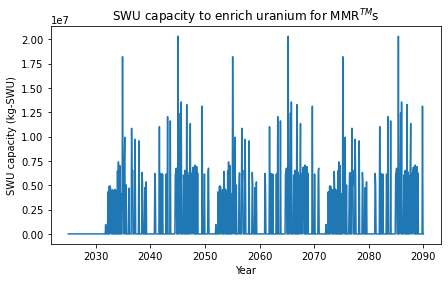 SWU capacity to enrich uranium for MMR^{TM}s
1e7
2.00
1.75
1.50
1.25
1.00
0.75
0.50
0.25
0.00
SWU capacity (kg-SWU)
2030 2040 2050 2060 2070 2080 2090
Year